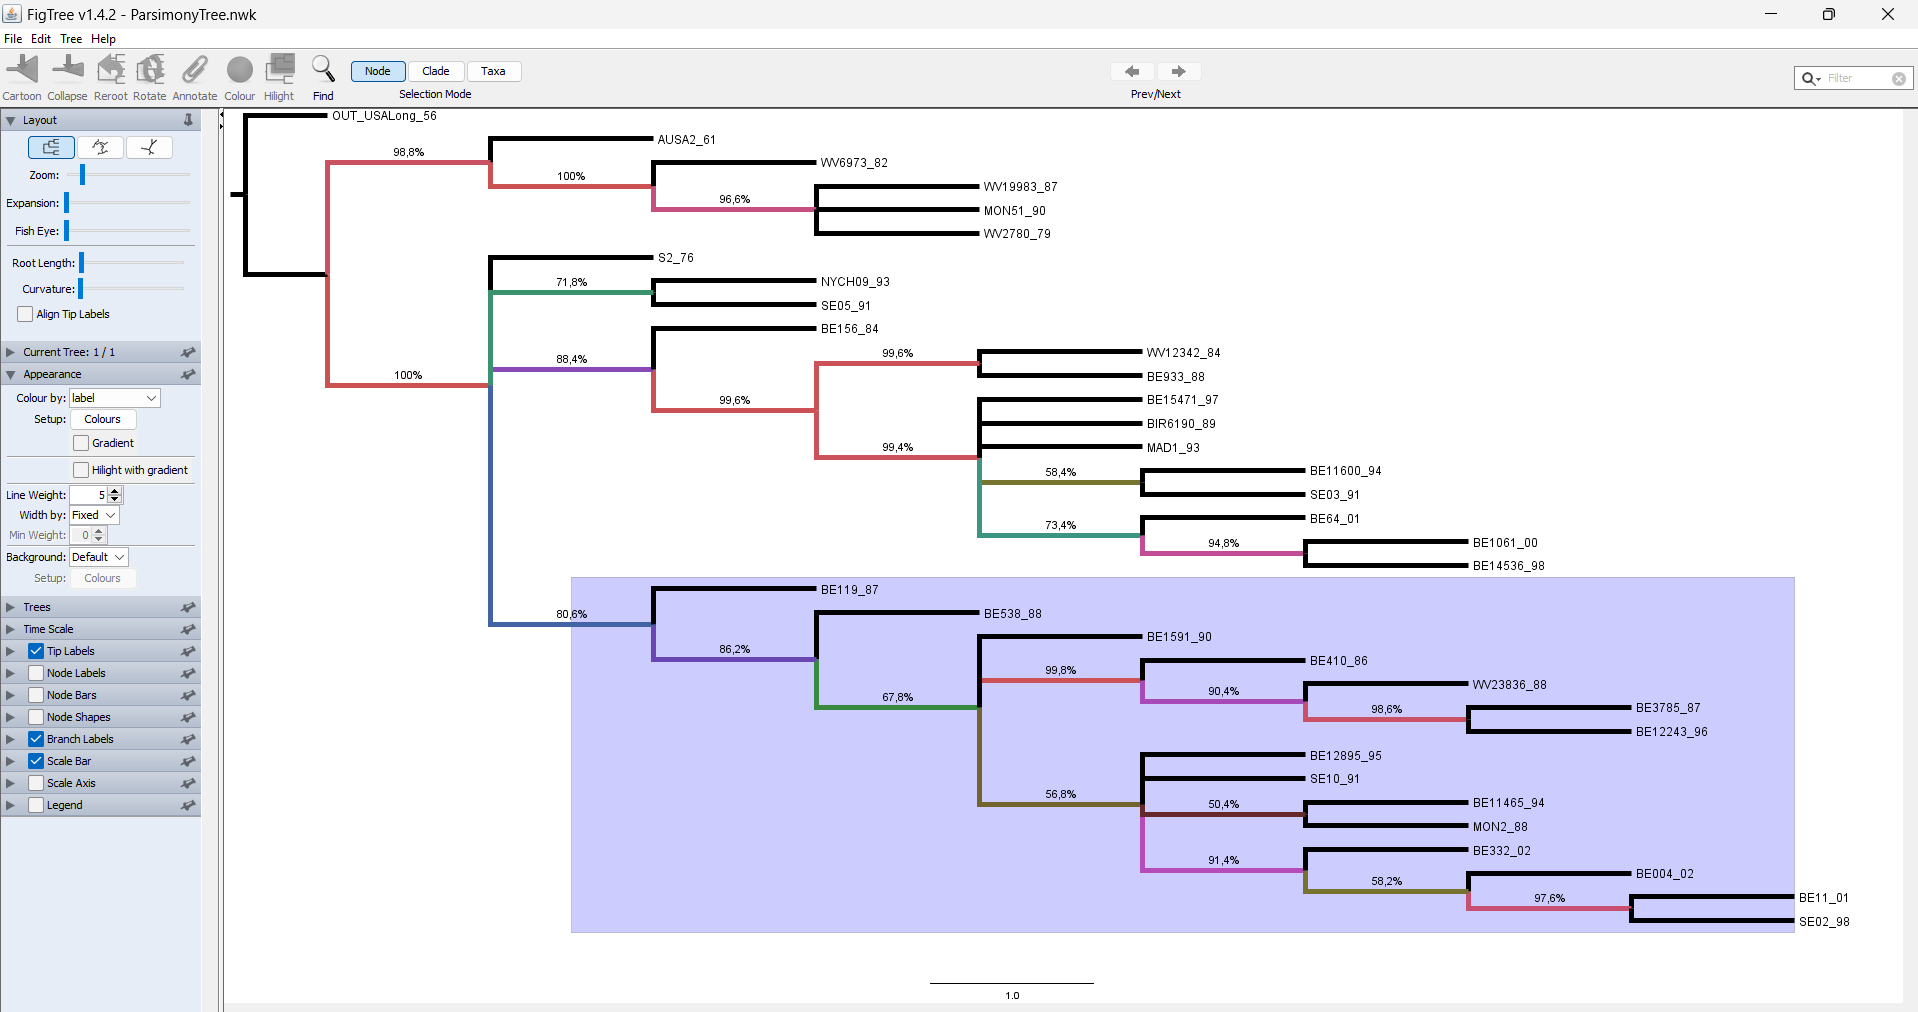 FigTree v1.4.2 - ParsimonyTree.nwk
File Edit Tree Help
Cartoon Collapse Reroot Rotate Annotate Colour Hilight Find
Node Clade Taxa
Selection Mode
Prev/Next
Filter
Layout
Zoom:
Expansion:
Fish Eye:
Root Length:
Curvature:
Align Tip Labels
Current Tree: 1 / 1
Appearance
Colour by: label
Setup: Colours
Gradient
Hilight with gradient
Line Weight: 5
Width by: Fixed
Min Weight: 0
Background: Default
Setup: Colours
Trees
Time Scale
Tip Labels
Node Labels
Node Bars
Node Shapes
Branch Labels
Scale Bar
Scale Axis
Legend
OUT_USALong_56
AUSA2_61
98,8%
WV6973_82
100%
WV19983_87
96,6%
MON51_90
WV2780_79
S2_76
NYCH09_93
71,8%
SE05_91
BE156_84
WV12342_84
99,6%
88,4%
100%
BE933_88
BE15471_97
99,6%
BIR6190_89
MAD1_93
99,4%
BE11600_94
58,4%
SE03_91
BE64_01
73,4%
BE1061_00
94,8%
BE14536_98
BE119_87
80,6%
BE538_88
BE1591_90
86,2%
BE410_86
99,8%
WV23836_88
90,4%
67,8%
BE3785_87
98,6%
BE12243_96
BE12895_95
SE10_91
56,8%
BE11465_94
50,4%
MON2_88
BE332_02
91,4%
BE004_02
58,2%
BE11_01
97,6%
SE02_98
1.0